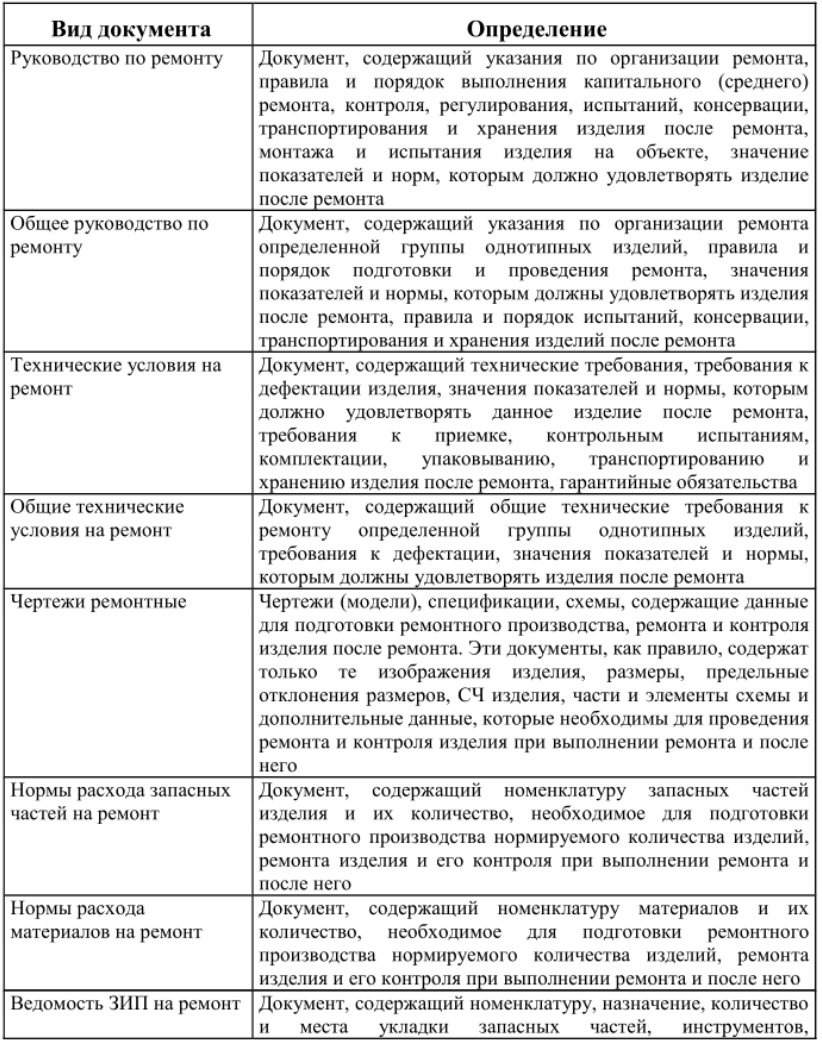 Вид документа
Определение
Руководство по ремонту
Документ, содержащий указания по организации ремонта,
правила и порядок выполнения капитального (среднего)
ремонта, контроля, регулирования, испытаний, консервации,
транспортирования и хранения изделия после ремонта,
монтажа и испытания изделия на объекте, значение
показателей и норм, которым должно удовлетворять изделие
после ремонта
Общее руководство по
ремонту
Документ, содержащий указания по организации ремонта
определенной группы однотипных изделий, правила и
порядок подготовки и проведения ремонта, значения
показателей и нормы, которым должны удовлетворять изделия
после ремонта, правила и порядок испытаний, консервации,
транспортирования и хранения изделий после ремонта
Технические условия на
ремонт
Документ, содержащий технические требования, требования к
дефектации изделия, значения показателей и нормы, которым
должно удовлетворять данное изделие после ремонта,
требования к приемке, контрольным испытаниям,
комплектации, упаковыванию, транспортированию и
хранению изделия после ремонта, гарантийные обязательства
Общие технические
условия на ремонт
Документ, содержащий общие технические требования к
ремонту определенной группы однотипных изделий,
требования к дефектации, значения показателей и нормы,
которым должны удовлетворять изделия после ремонта
Чертежи ремонтные
Чертежи (модели), спецификации, схемы, содержащие данные
для подготовки ремонтного производства, ремонта и контроля
изделия после ремонта. Эти документы, как правило, содержат
только те изображения изделия, размеры, предельные
отклонения размеров, СЧ изделия, части и элементы схемы и
дополнительные данные, которые необходимы для проведения
ремонта и контроля изделия при выполнении ремонта и после
него
Нормы расхода запасных
частей на ремонт
Документ, содержащий номенклатуру запасных частей
изделия и их количество, необходимое для подготовки
ремонтного производства нормируемого количества изделий,
ремонта изделия и его контроля при выполнении ремонта и
после него
Нормы расхода
материалов на ремонт
Документ, содержащий номенклатуру материалов и их
количество, необходимое для подготовки ремонтного
производства нормируемого количества изделий, ремонта
изделия и его контроля при выполнении ремонта и после него
Ведомость ЗИП на ремонт
Документ, содержащий номенклатуру, назначение, количество
и места укладки запасных частей, инструментов,